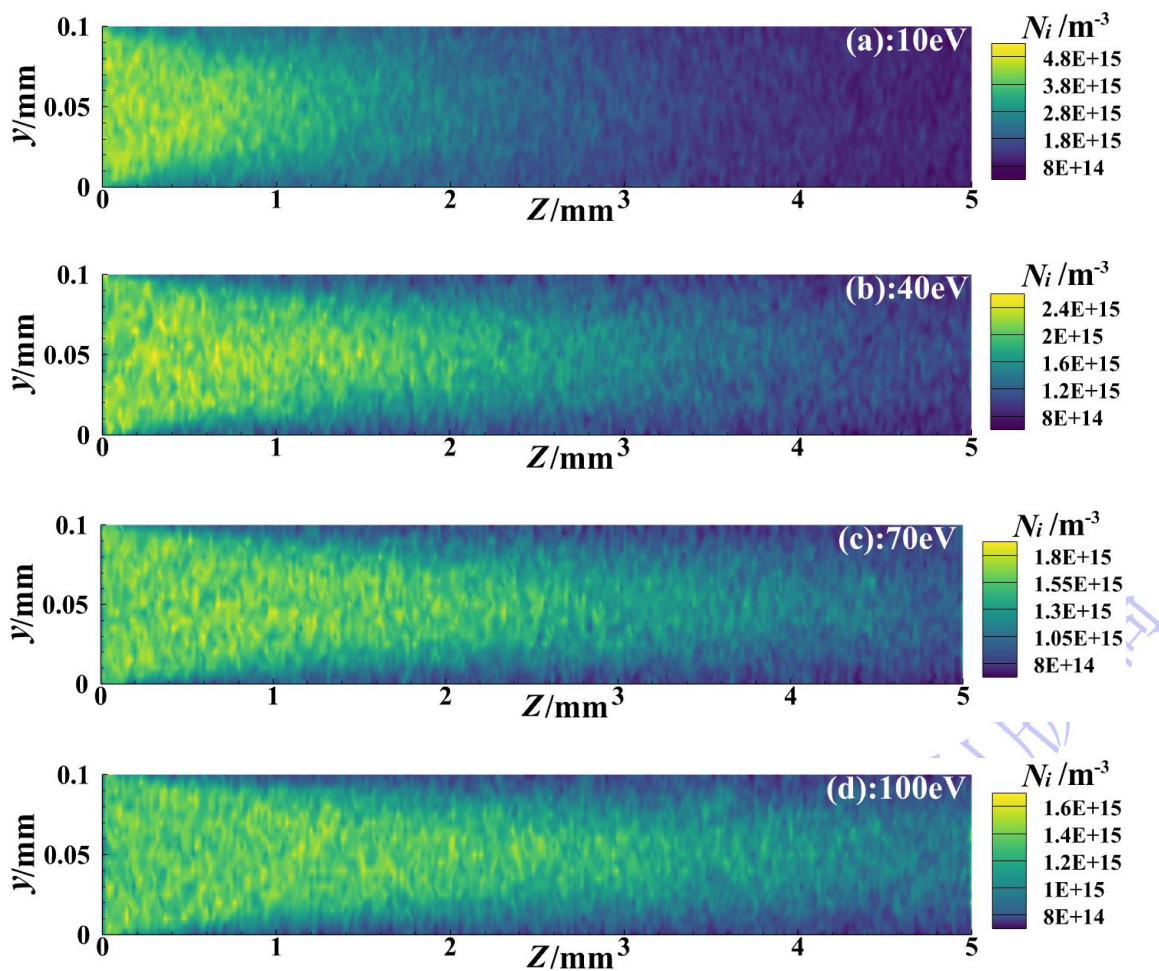 (a):10eV
N_i /m^-3
4.8E+15
3.8E+15
2.8E+15
1.8E+15
8E+14
y/mm
0.1
0.05
0
0 1 2 3 4 5
Z/mm
(b):40eV
N_i /m^-3
2.4E+15
2E+15
1.6E+15
1.2E+15
8E+14
y/mm
0.1
0.05
0
0 1 2 3 4 5
Z/mm
(c):70eV
N_i /m^-3
1.8E+15
1.55E+15
1.3E+15
1.05E+15
8E+14
y/mm
0.1
0.05
0
0 1 2 3 4 5
Z/mm
(d):100eV
N_i /m^-3
1.6E+15
1.4E+15
1.2E+15
1E+15
8E+14
y/mm
0.1
0.05
0
0 1 2 3 4 5
Z/mm